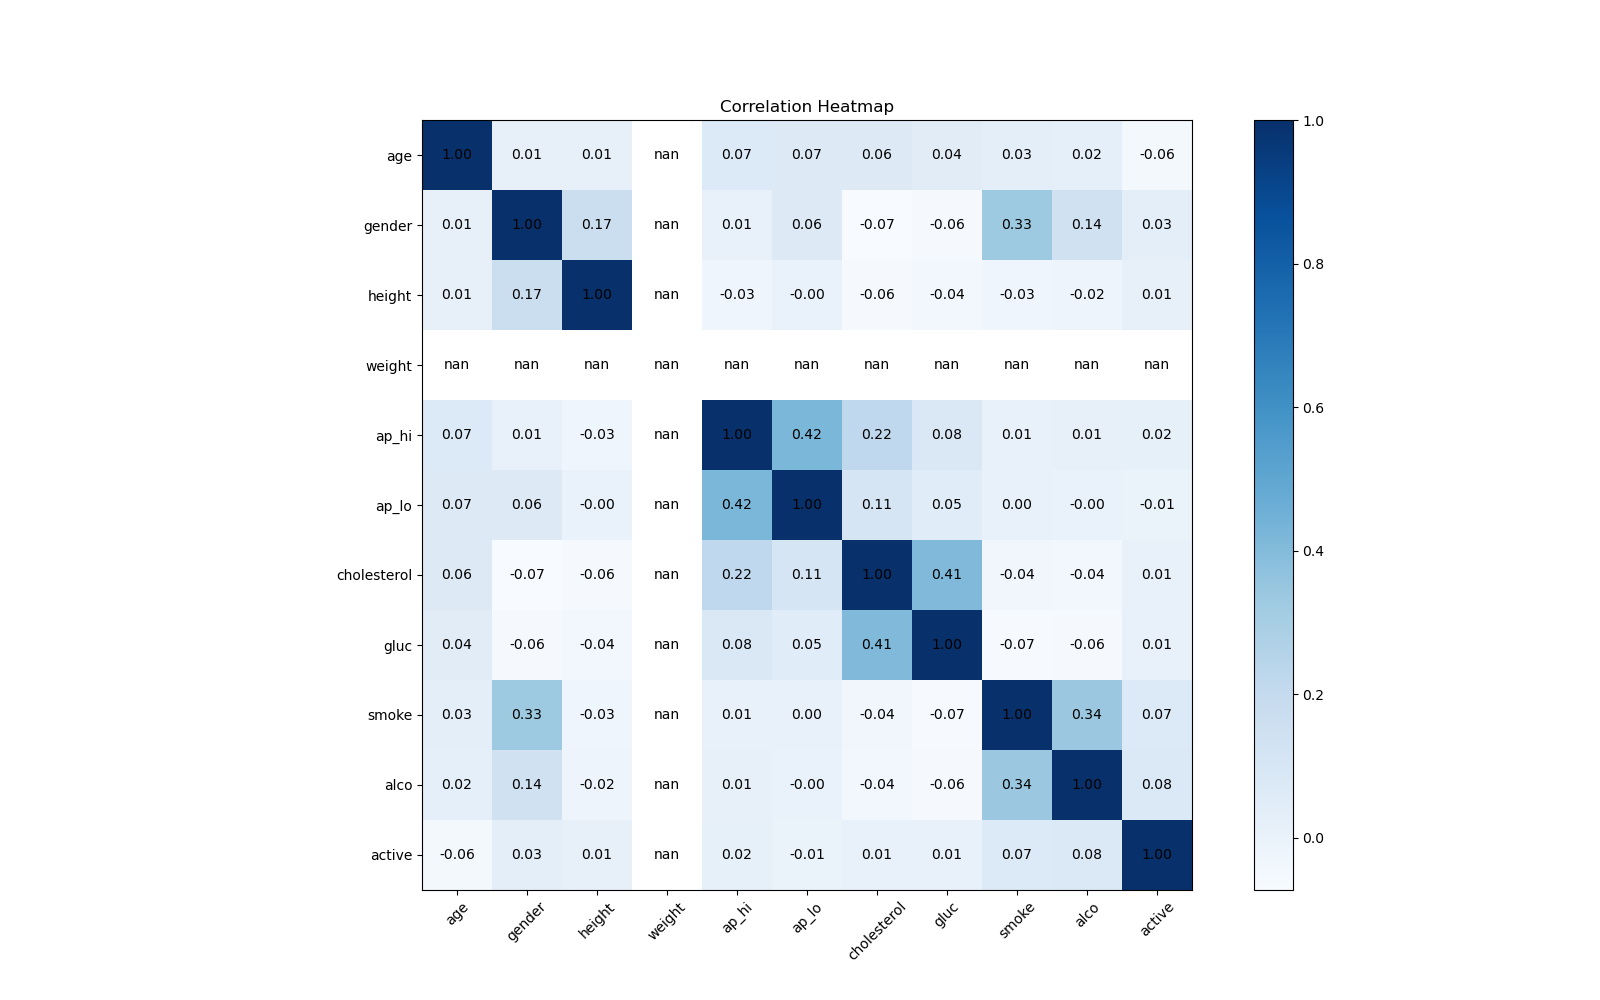 Correlation Heatmap
age 1.00 0.01 0.01 nan 0.07 0.07 0.06 0.04 0.03 0.02 -0.06
gender 0.01 1.00 0.17 nan 0.01 0.06 -0.07 -0.06 0.33 0.14 0.03
height 0.01 0.17 1.00 nan -0.03 -0.00 -0.06 -0.04 -0.03 -0.02 0.01
weight nan nan nan nan nan nan nan nan nan nan nan
ap_hi 0.07 0.01 -0.03 nan 1.00 0.42 0.22 0.08 0.01 0.01 0.02
ap_lo 0.07 0.06 -0.00 nan 0.42 1.00 0.11 0.05 0.00 -0.00 -0.01
cholesterol 0.06 -0.07 -0.06 nan 0.22 0.11 1.00 0.41 -0.04 -0.04 0.01
gluc 0.04 -0.06 -0.04 nan 0.08 0.05 0.41 1.00 -0.07 -0.06 0.01
smoke 0.03 0.33 -0.03 nan 0.01 0.00 -0.04 -0.07 1.00 0.34 0.07
alco 0.02 0.14 -0.02 nan 0.01 -0.00 -0.04 -0.06 0.34 1.00 0.08
active -0.06 0.03 0.01 nan 0.02 -0.01 0.01 0.01 0.07 0.08 1.00
age gender height weight ap_hi ap_lo cholesterol gluc smoke alco active
1.0
0.8
0.6
0.4
0.2
0.0